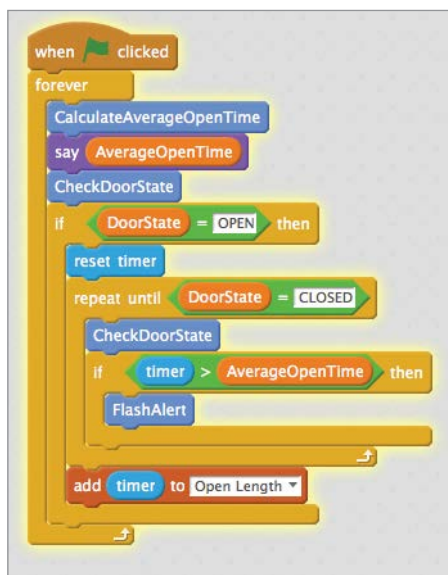 when clicked
forever
CalculateAverageOpenTime
say AverageOpenTime
CheckDoorState
if DoorState = OPEN then
reset timer
repeat until DoorState = CLOSED
CheckDoorState
if timer > AverageOpenTime then
FlashAlert
add timer to Open Length